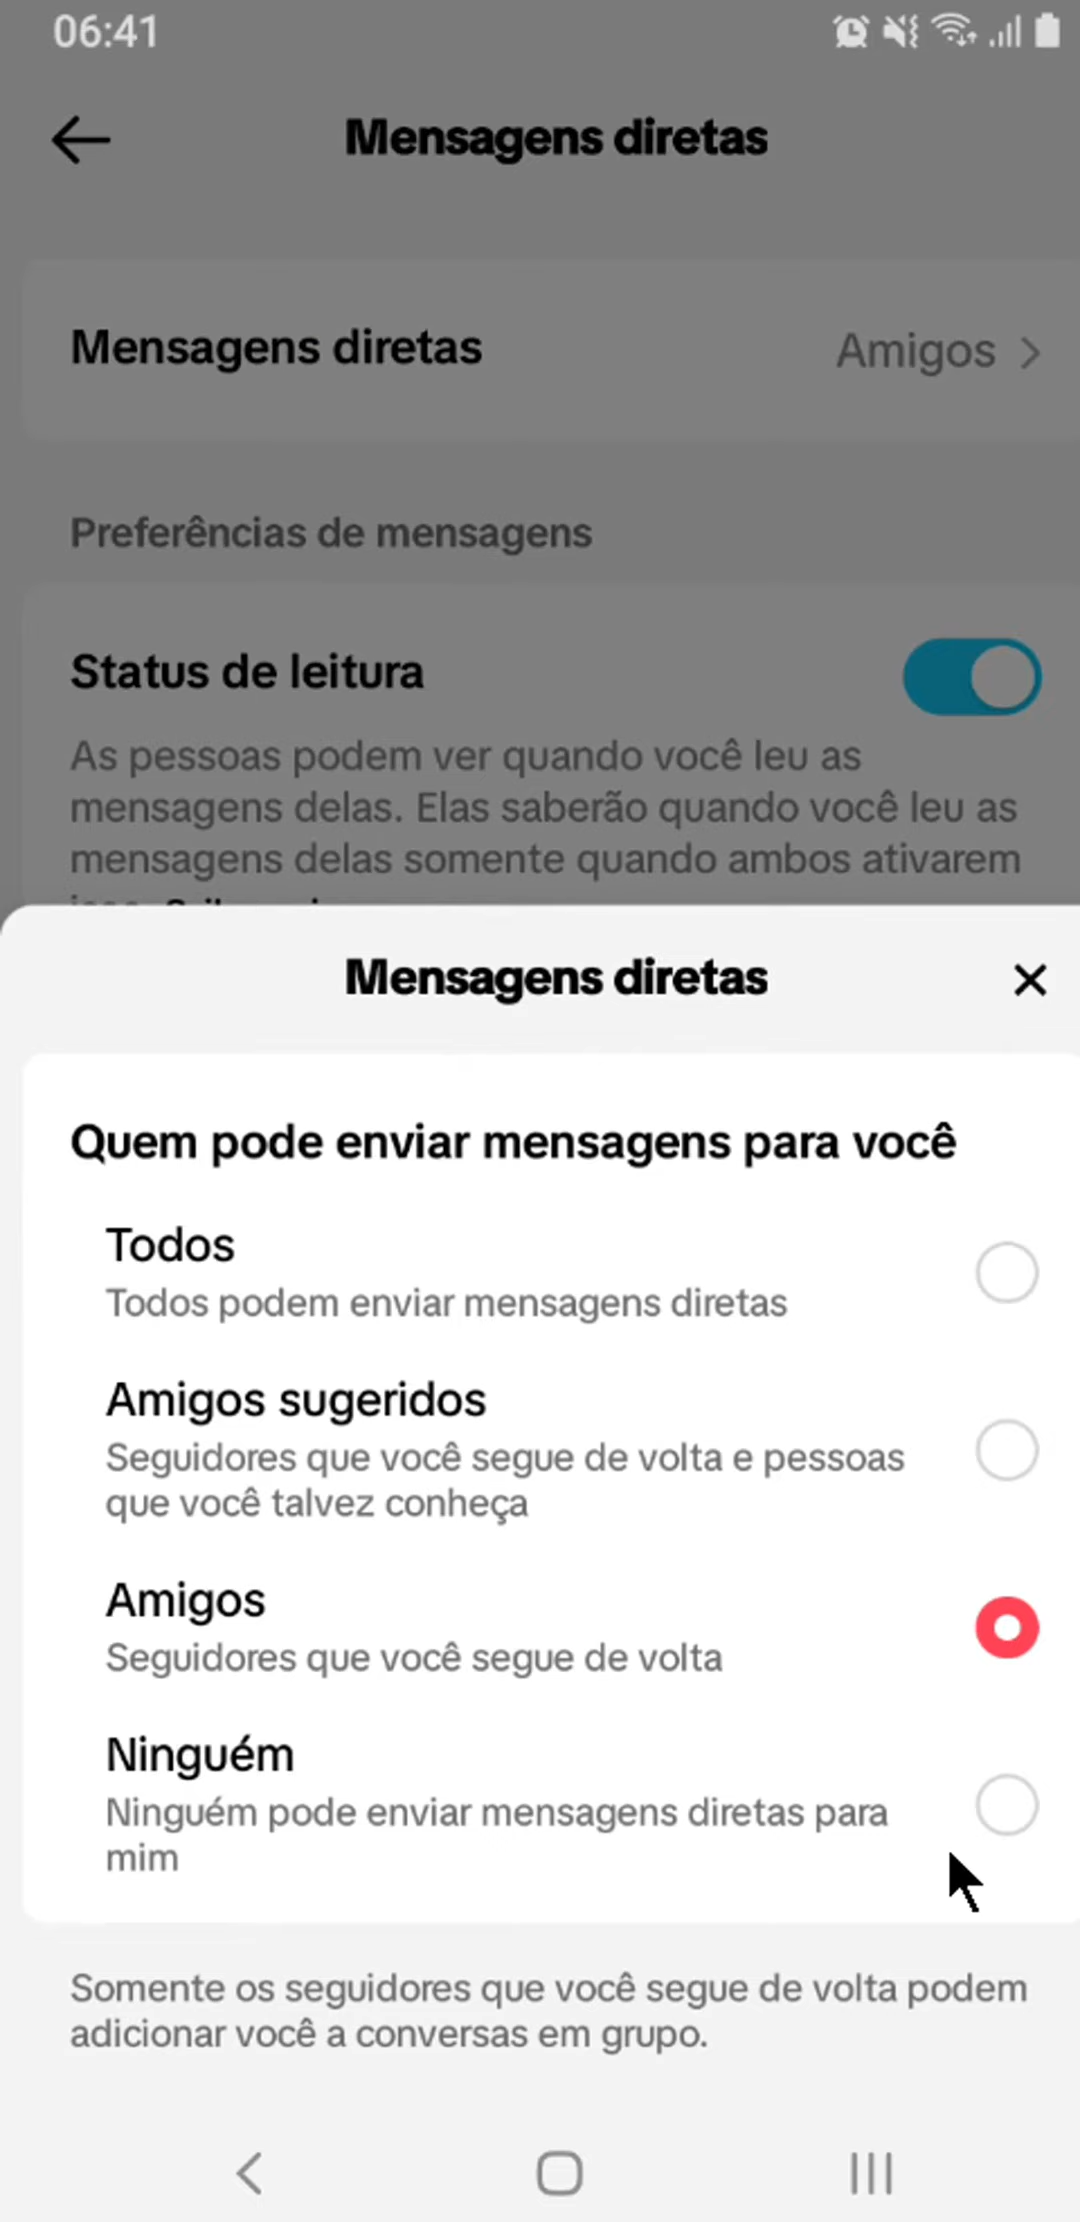 06:41
Mensagens diretas
Mensagens diretas
Amigos
Preferências de mensagens
Status de leitura
As pessoas podem ver quando você leu as
mensagens delas. Elas saberão quando você leu as
mensagens delas somente quando ambos ativarem
Mensagens diretas
Quem pode enviar mensagens para você
Todos
Todos podem enviar mensagens diretas
Amigos sugeridos
Seguidores que você segue de volta e pessoas
que você talvez conheça
Amigos
Seguidores que você segue de volta
Ninguém
Ninguém pode enviar mensagens diretas para
mim
Somente os seguidores que você segue de volta podem
adicionar você a conversas em grupo.